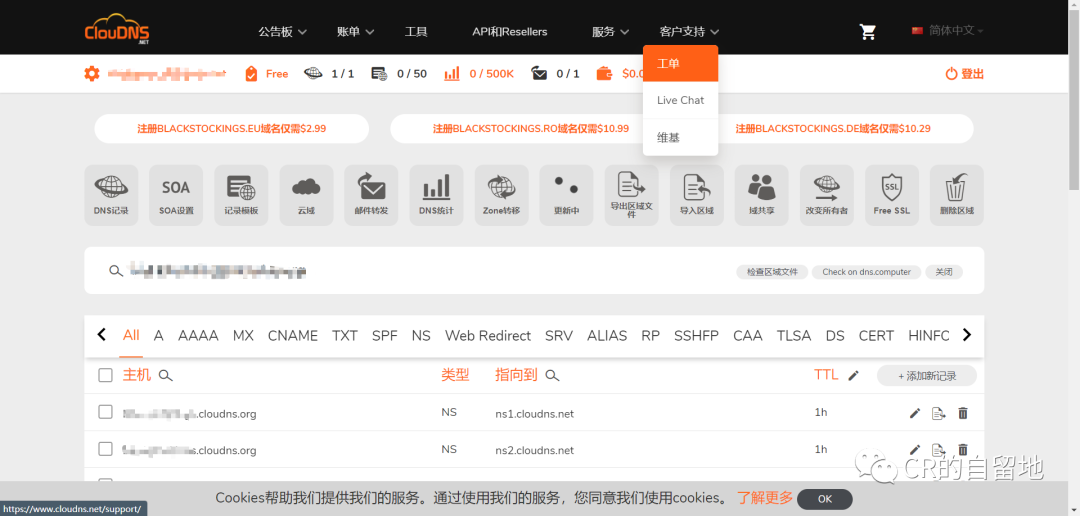 ClouDNS
.NET
公告板
账单
工具
API和Resellers
服务
客户支持
简体中文
Free
1 / 1
0 / 50
0 / 500K
0 / 1
$0.0
登出
工单
Live Chat
维基
注册BLACKSTOCKINGS.EU域名仅需$2.99
注册BLACKSTOCKINGS.RO域名仅需$10.99
注册BLACKSTOCKINGS.DE域名仅需$10.29
DNS记录
SOA
SOA设置
记录模板
云域
邮件转发
DNS统计
Zone转移
更新中
导出区域文
件
导入区域
域共享
改变所有者
SSL
Free SSL
删除区域
检查区域文件
Check on dns.computer
关闭
All A AAAA MX CNAME TXT SPF NS Web Redirect SRV ALIAS RP SSHFP CAA TLSA DS CERT HINFO
主机
类型
指向到
TTL
+ 添加新记录
.cloudns.org
NS
ns1.cloudns.net
1h
.cloudns.org
NS
ns2.cloudns.net
1h
CR的自留地
Cookies帮助我们提供我们的服务。通过使用我们的服务，您同意我们使用cookies。 了解更多 OK
https://www.cloudns.net/support/